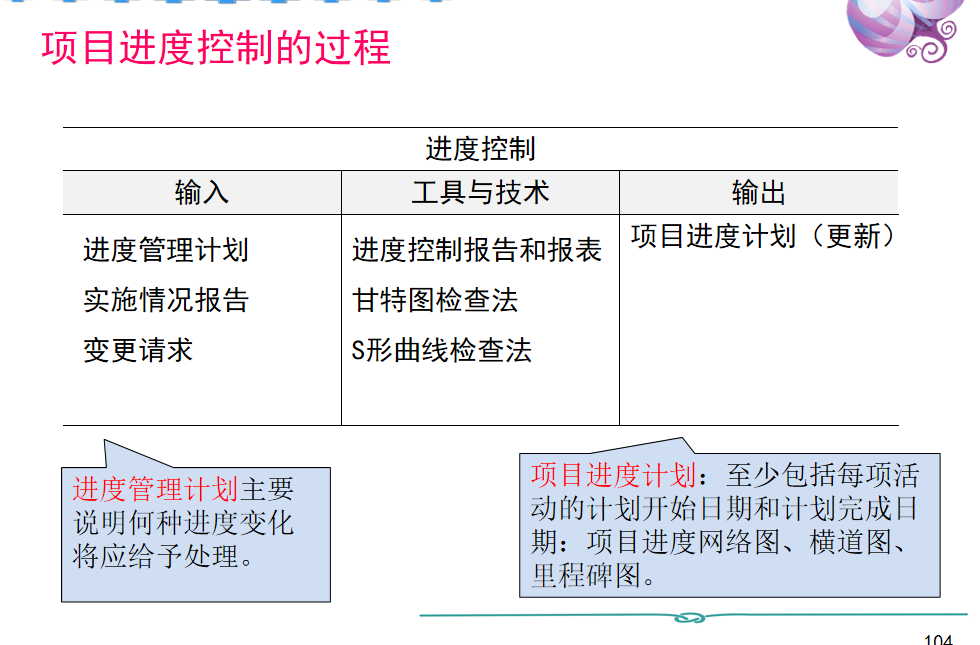 项目进度控制的过程
进度控制
输入 工具与技术 输出
进度管理计划
实施情况报告
变更请求
进度控制报告和报表
甘特图检查法
S形曲线检查法
项目进度计划（更新）
进度管理计划主要
说明何种进度变化
将应给予处理。
项目进度计划：至少包括每项活
动的计划开始日期和计划完成日
期：项目进度网络图、横道图、
里程碑图。
104